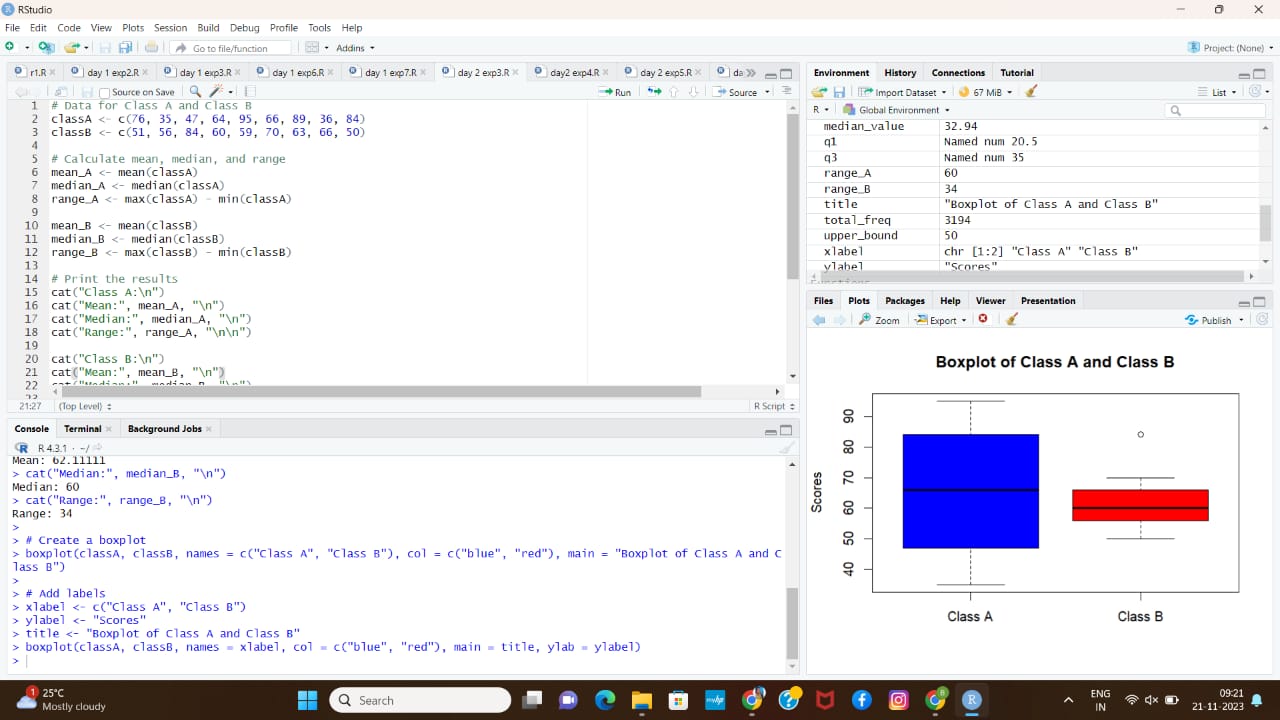 RStudio
File Edit Code View Plots Session Build Debug Profile Tools Help
Go to file/function Addins Project: (None)
r1.R day 1 exp2.R day 1 exp3.R day 1 exp6.R day 1 exp7.R day 2 exp3.R day2 exp4.R day 2 exp5.R da
Source on Save Run Source
1 # Data for Class A and Class B
2 classA <- c(76, 35, 47, 64, 95, 66, 89, 36, 84)
3 classB <- c(51, 56, 84, 60, 59, 70, 63, 66, 50)
4
5 # Calculate mean, median, and range
6 mean_A <- mean(classA)
7 median_A <- median(classA)
8 range_A <- max(classA) - min(classA)
9
10 mean_B <- mean(classB)
11 median_B <- median(classB)
12 range_B <- max(classB) - min(classB)
13
14 # Print the results
15 cat("Class A:\n")
16 cat("Mean:", mean_A, "\n")
17 cat("Median:", median_A, "\n")
18 cat("Range:", range_A, "\n\n")
19
20 cat("Class B:\n")
21 cat("Mean:", mean_B, "\n")
22 cat("Median:", median_B, "\n")
23
21:27 (Top Level) R Script
Console Terminal Background Jobs
R 4.3.1 · ~/
Mean: 62.11111
> cat("Median:", median_B, "\n")
Median: 60
> cat("Range:", range_B, "\n")
Range: 34
>
> # Create a boxplot
> boxplot(classA, classB, names = c("Class A", "Class B"), col = c("blue", "red"), main = "Boxplot of Class A and C
lass B")
>
> # Add labels
> xlabel <- c("Class A", "Class B")
> ylabel <- "Scores"
> title <- "Boxplot of Class A and Class B"
> boxplot(classA, classB, names = xlabel, col = c("blue", "red"), main = title, ylab = ylabel)
>
Environment History Connections Tutorial
Import Dataset 67 MiB List
R Global Environment
median_value 32.94
q1 Named num 20.5
q3 Named num 35
range_A 60
range_B 34
title "Boxplot of Class A and Class B"
total_freq 3194
upper_bound 50
xlabel chr [1:2] "Class A" "Class B"
ylabel "Scores"
Functions
Files Plots Packages Help Viewer Presentation
Zoom Export Publish
Boxplot of Class A and Class B
Scores
90
80
70
60
50
40
Class A Class B
1
25°C
Mostly cloudy
Search
ENG
IN
09:21
21-11-2023